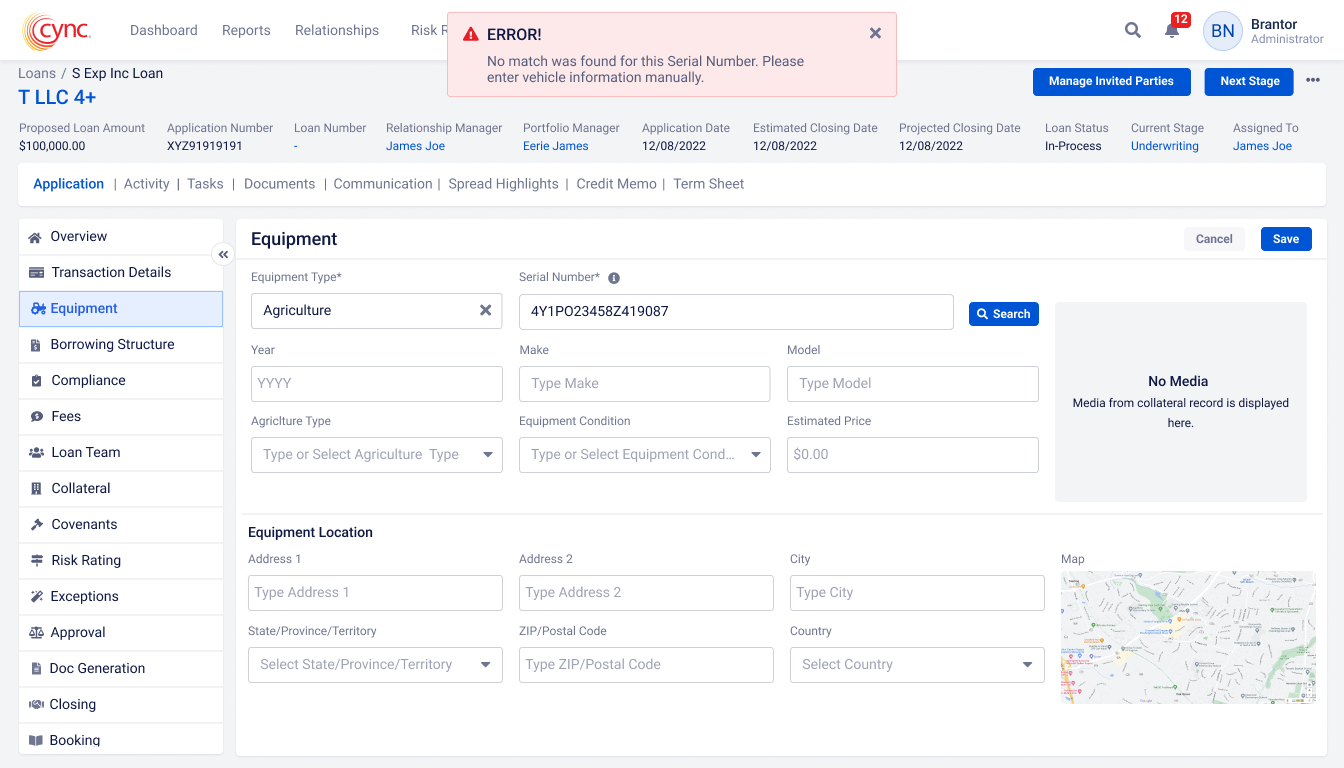 cync
Dashboard
Reports
Relationships
Risk R
ERROR!
No match was found for this Serial Number. Please
enter vehicle information manually.
12
BN
Brantor
Administrator
Loans / S Exp Inc Loan
T LLC 4+
Manage Invited Parties
Next Stage
Proposed Loan Amount
$100,000.00
Application Number
XYZ91919191
Loan Number
-
Relationship Manager
James Joe
Portfolio Manager
Eerie James
Application Date
12/08/2022
Estimated Closing Date
12/08/2022
Projected Closing Date
12/08/2022
Loan Status
In-Process
Current Stage
Underwriting
Assigned To
James Joe
Application | Activity | Tasks | Documents | Communication | Spread Highlights | Credit Memo | Term Sheet
Overview
Transaction Details
Equipment
Borrowing Structure
Compliance
Fees
Loan Team
Collateral
Covenants
Risk Rating
Exceptions
Approval
Doc Generation
Closing
Booking
Equipment
Cancel
Save
Equipment Type*
Agriculture
Serial Number*
4Y1PO23458Z419087
Search
Year
YYYY
Make
Type Make
Model
Type Model
Agriclture Type
Type or Select Agriculture Type
Equipment Condition
Type or Select Equipment Cond...
Estimated Price
$0.00
No Media
Media from collateral record is displayed
here.
Equipment Location
Address 1
Type Address 1
Address 2
Type Address 2
City
Type City
State/Province/Territory
Select State/Province/Territory
ZIP/Postal Code
Type ZIP/Postal Code
Country
Select Country
Map